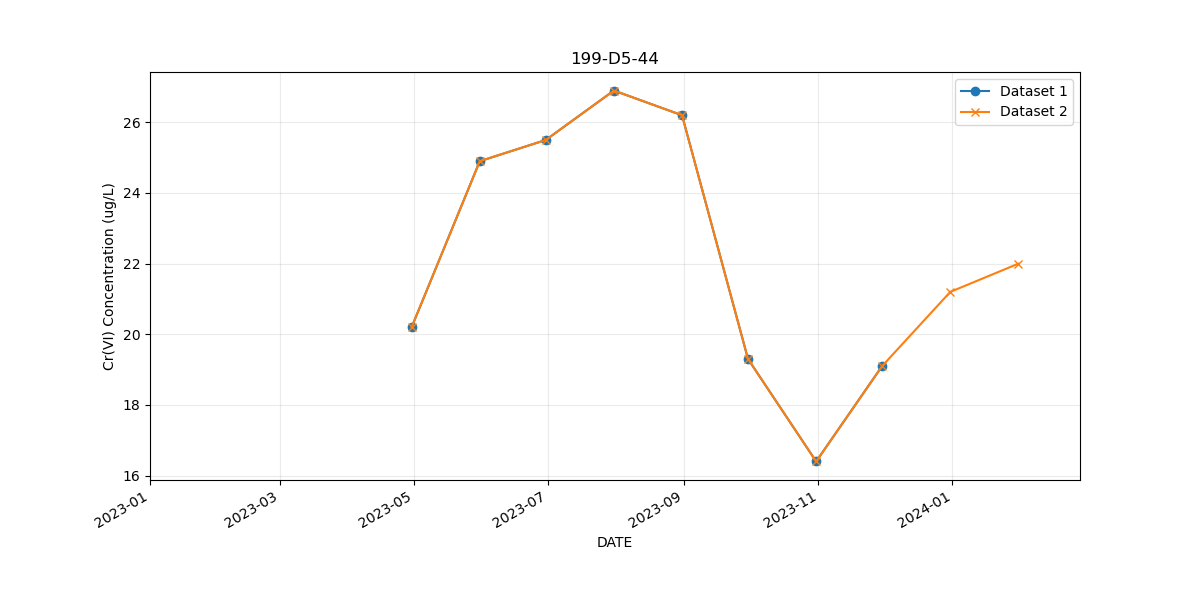 199-D5-44
Dataset 1
Dataset 2
Cr(VI) Concentration (ug/L)
26
24
22
20
18
16
2023-01
2023-03
2023-05
2023-07
2023-09
2023-11
2024-01
DATE